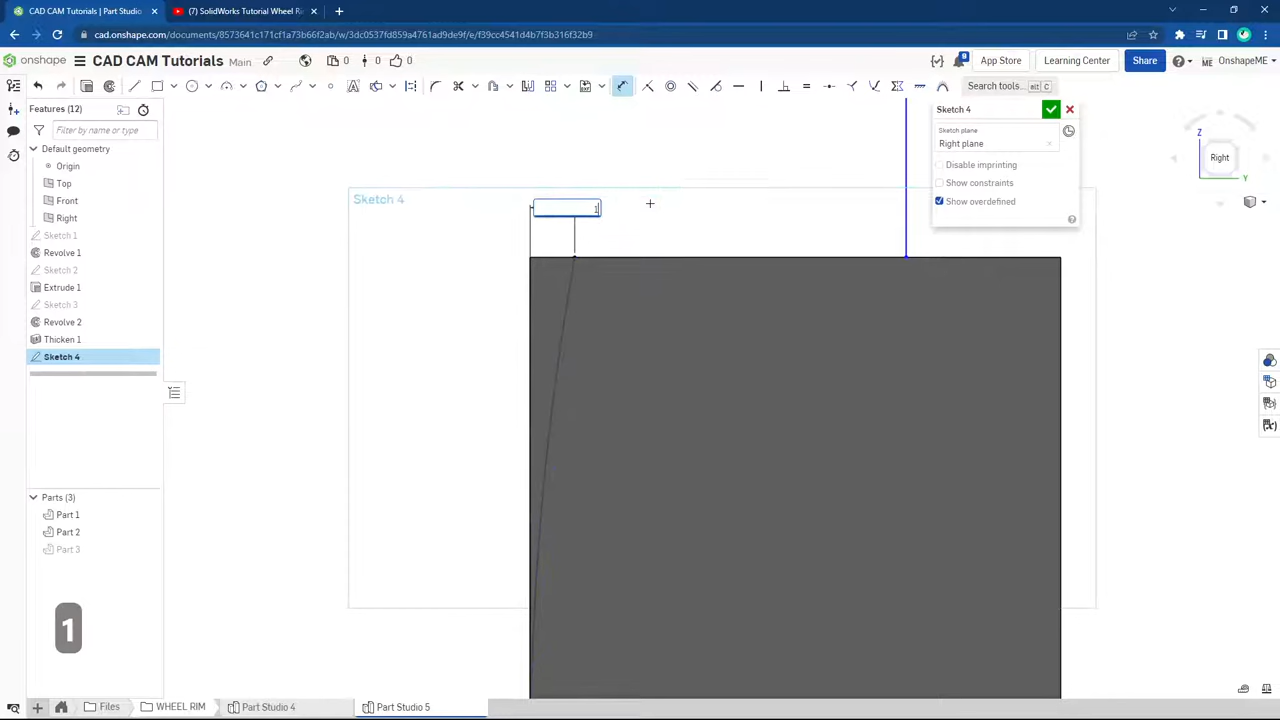 CAD CAM Tutorials | Part Studio
(7) SolidWorks Tutorial Wheel Ri
cad.onshape.com/documents/8573641c171cf1a73b66f2ab/w/3dc0537fd859a4761ad9de9f/e/f39cc4541d4b7f3b316f32b9
onshape
CAD CAM Tutorials
Main
0
0
0
9
App Store
Learning Center
Share
OnshapeME
Search tools...
alt C
Features (12)
Filter by name or type
Default geometry
Origin
Top
Front
Right
Sketch 1
Revolve 1
Sketch 2
Extrude 1
Sketch 3
Revolve 2
Thicken 1
Sketch 4
Parts (3)
Part 1
Part 2
Part 3
1
Sketch 4
1
Sketch 4
Sketch plane
Right plane
Disable imprinting
Show constraints
Show overdefined
Z
Right
Y
Files
WHEEL RIM
Part Studio 4
Part Studio 5